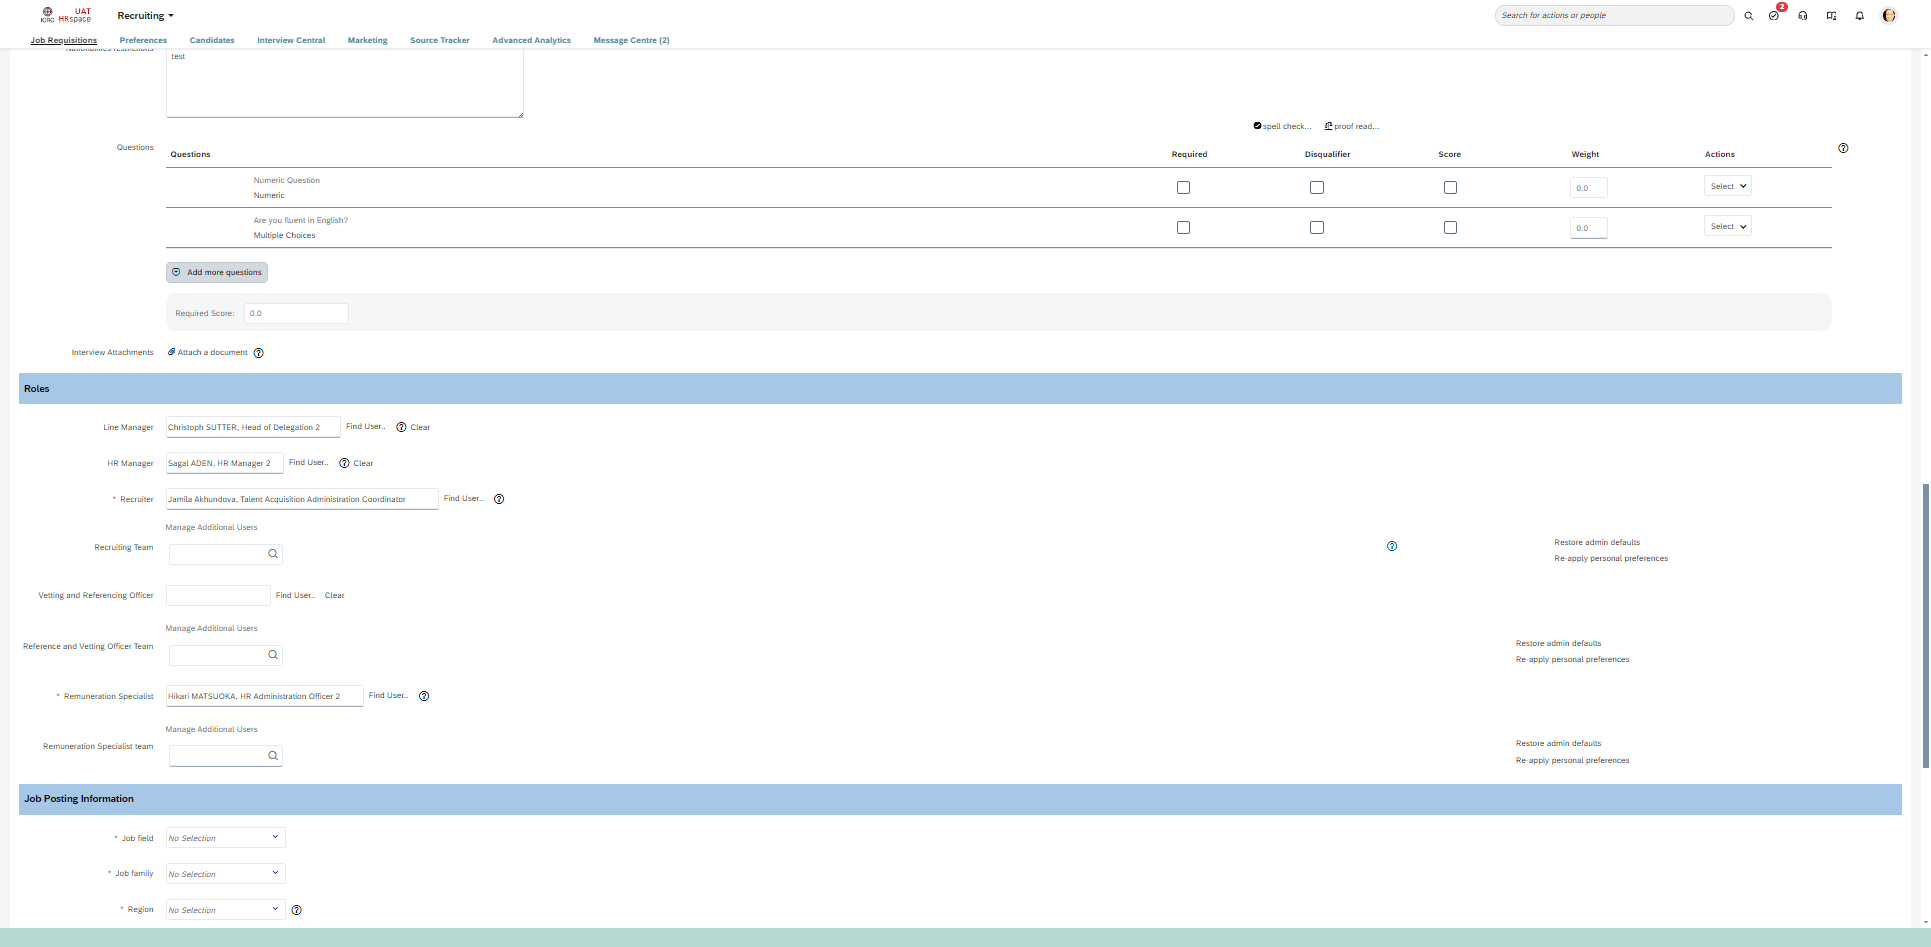 ICRC
UAT
HRspace
Recruiting
Search for actions or people
2
Job Requisitions
Preferences
Candidates
Interview Central
Marketing
Source Tracker
Advanced Analytics
Message Centre (2)
Nationalities restrictions
test
spell check...
proof read...
Questions
Questions
Required
Disqualifier
Score
Weight
Actions
Numeric Question
Numeric
0.0
Select
Are you fluent in English?
Multiple Choices
0.0
Select
Add more questions
Required Score:
0.0
Interview Attachments
Attach a document
Roles
Line Manager
Christoph SUTTER, Head of Delegation 2
Find User..
Clear
HR Manager
Sagal ADEN, HR Manager 2
Find User..
Clear
* Recruiter
Jamila Akhundova, Talent Acquisition Administration Coordinator
Find User..
Manage Additional Users
Recruiting Team
Restore admin defaults
Re-apply personal preferences
Vetting and Referencing Officer
Find User..
Clear
Manage Additional Users
Reference and Vetting Officer Team
Restore admin defaults
Re-apply personal preferences
* Remuneration Specialist
Hikari MATSUOKA, HR Administration Officer 2
Find User..
Manage Additional Users
Remuneration Specialist team
Restore admin defaults
Re-apply personal preferences
Job Posting Information
* Job field
No Selection
* Job family
No Selection
* Region
No Selection